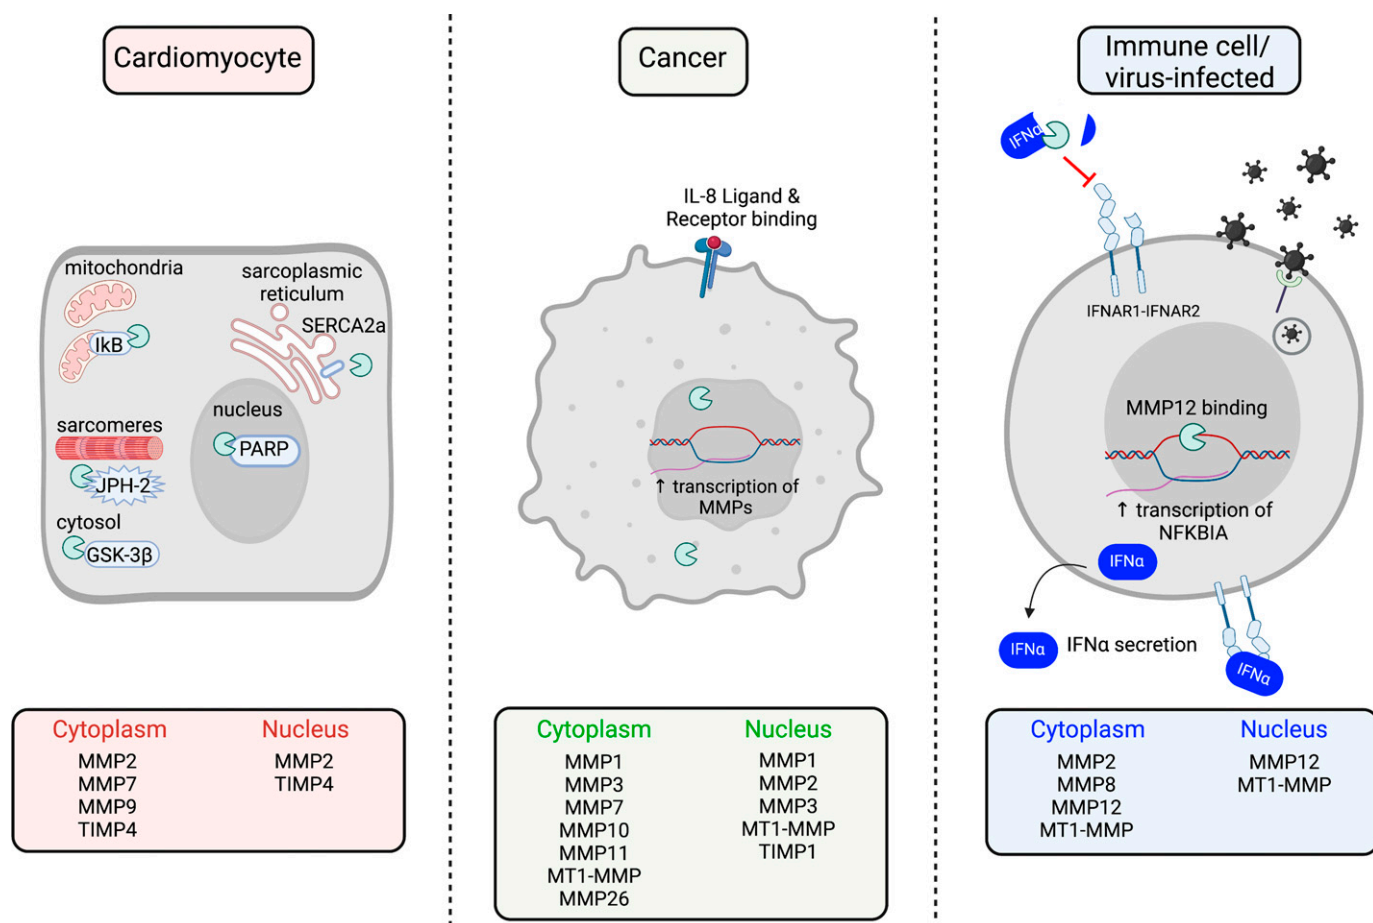 Cardiomyocyte
mitochondria
IkB
sarcoplasmic
reticulum
SERCA2a
nucleus
PARP
sarcomeres
JPH-2
cytosol
GSK-3β
Cytoplasm
MMP2
MMP7
MMP9
TIMP4
Nucleus
MMP2
TIMP4
Cancer
IL-8 Ligand &
Receptor binding
↑ transcription of
MMPs
Cytoplasm
MMP1
MMP3
MMP7
MMP10
MMP11
MT1-MMP
MMP26
Nucleus
MMP1
MMP2
MMP3
MT1-MMP
TIMP1
Immune cell/
virus-infected
IFNα
IFNAR1-IFNAR2
MMP12 binding
↑ transcription of
NFKBIA
IFNα
IFNα
IFNα secretion
IFNα
Cytoplasm
MMP2
MMP8
MMP12
MT1-MMP
Nucleus
MMP12
MT1-MMP